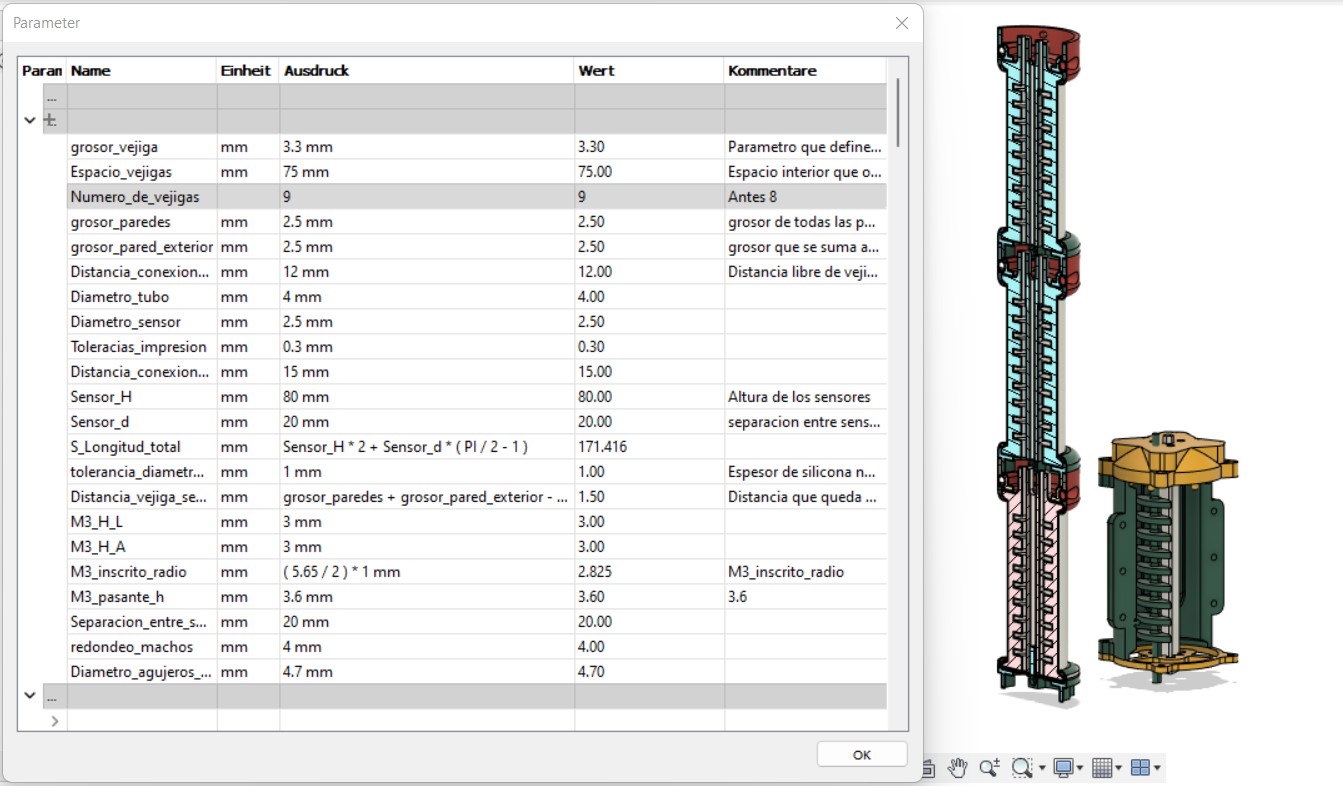 Parameter
Param Name Einheit Ausdruck Wert Kommentare
...
grosor_vejiga mm 3.3 mm 3.30 Parametro que define...
Espacio_vejigas mm 75 mm 75.00 Espacio interior que o...
Numero_de_vejigas 9 9 Antes 8
grosor_paredes mm 2.5 mm 2.50 grosor de todas las p...
grosor_pared_exterior mm 2.5 mm 2.50 grosor que se suma a...
Distancia_conexion... mm 12 mm 12.00 Distancia libre de veji...
Diametro_tubo mm 4 mm 4.00
Diametro_sensor mm 2.5 mm 2.50
Toleracias_impresion mm 0.3 mm 0.30
Distancia_conexion... mm 15 mm 15.00
Sensor_H mm 80 mm 80.00 Altura de los sensores
Sensor_d mm 20 mm 20.00 separacion entre sens...
S_Longitud_total mm Sensor_H * 2 + Sensor_d * ( PI / 2 - 1 ) 171.416
tolerancia_diametr... mm 1 mm 1.00 Espesor de silicona n...
Distancia_vejiga_se... mm grosor_paredes + grosor_pared_exterior - ... 1.50 Distancia que queda ...
M3_H_L mm 3 mm 3.00
M3_H_A mm 3 mm 3.00
M3_inscrito_radio mm ( 5.65 / 2 ) * 1 mm 2.825 M3_inscrito_radio
M3_pasante_h mm 3.6 mm 3.60 3.6
Separacion_entre_s... mm 20 mm 20.00
redondeo_machos mm 4 mm 4.00
Diametro_agujeros_... mm 4.7 mm 4.70
...
OK